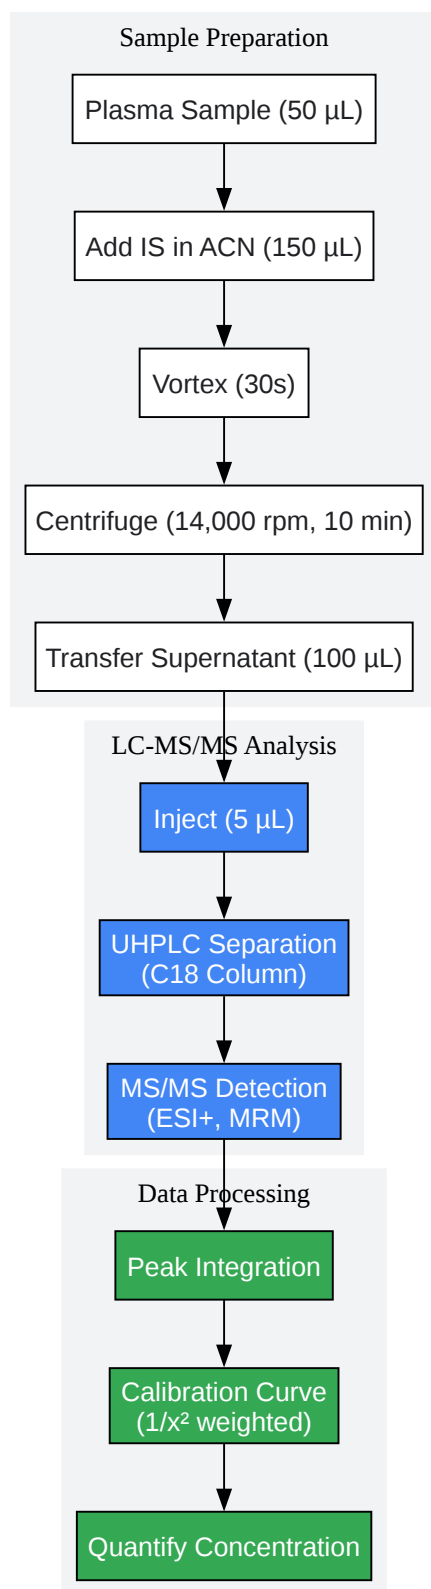 Sample Preparation
Plasma Sample (50 µL)
Add IS in ACN (150 µL)
Vortex (30s)
Centrifuge (14,000 rpm, 10 min)
Transfer Supernatant (100 µL)
LC-MS/MS Analysis
Inject (5 µL)
UHPLC Separation
(C18 Column)
MS/MS Detection
(ESI+, MRM)
Data Processing
Peak Integration
Calibration Curve
(1/x² weighted)
Quantify Concentration